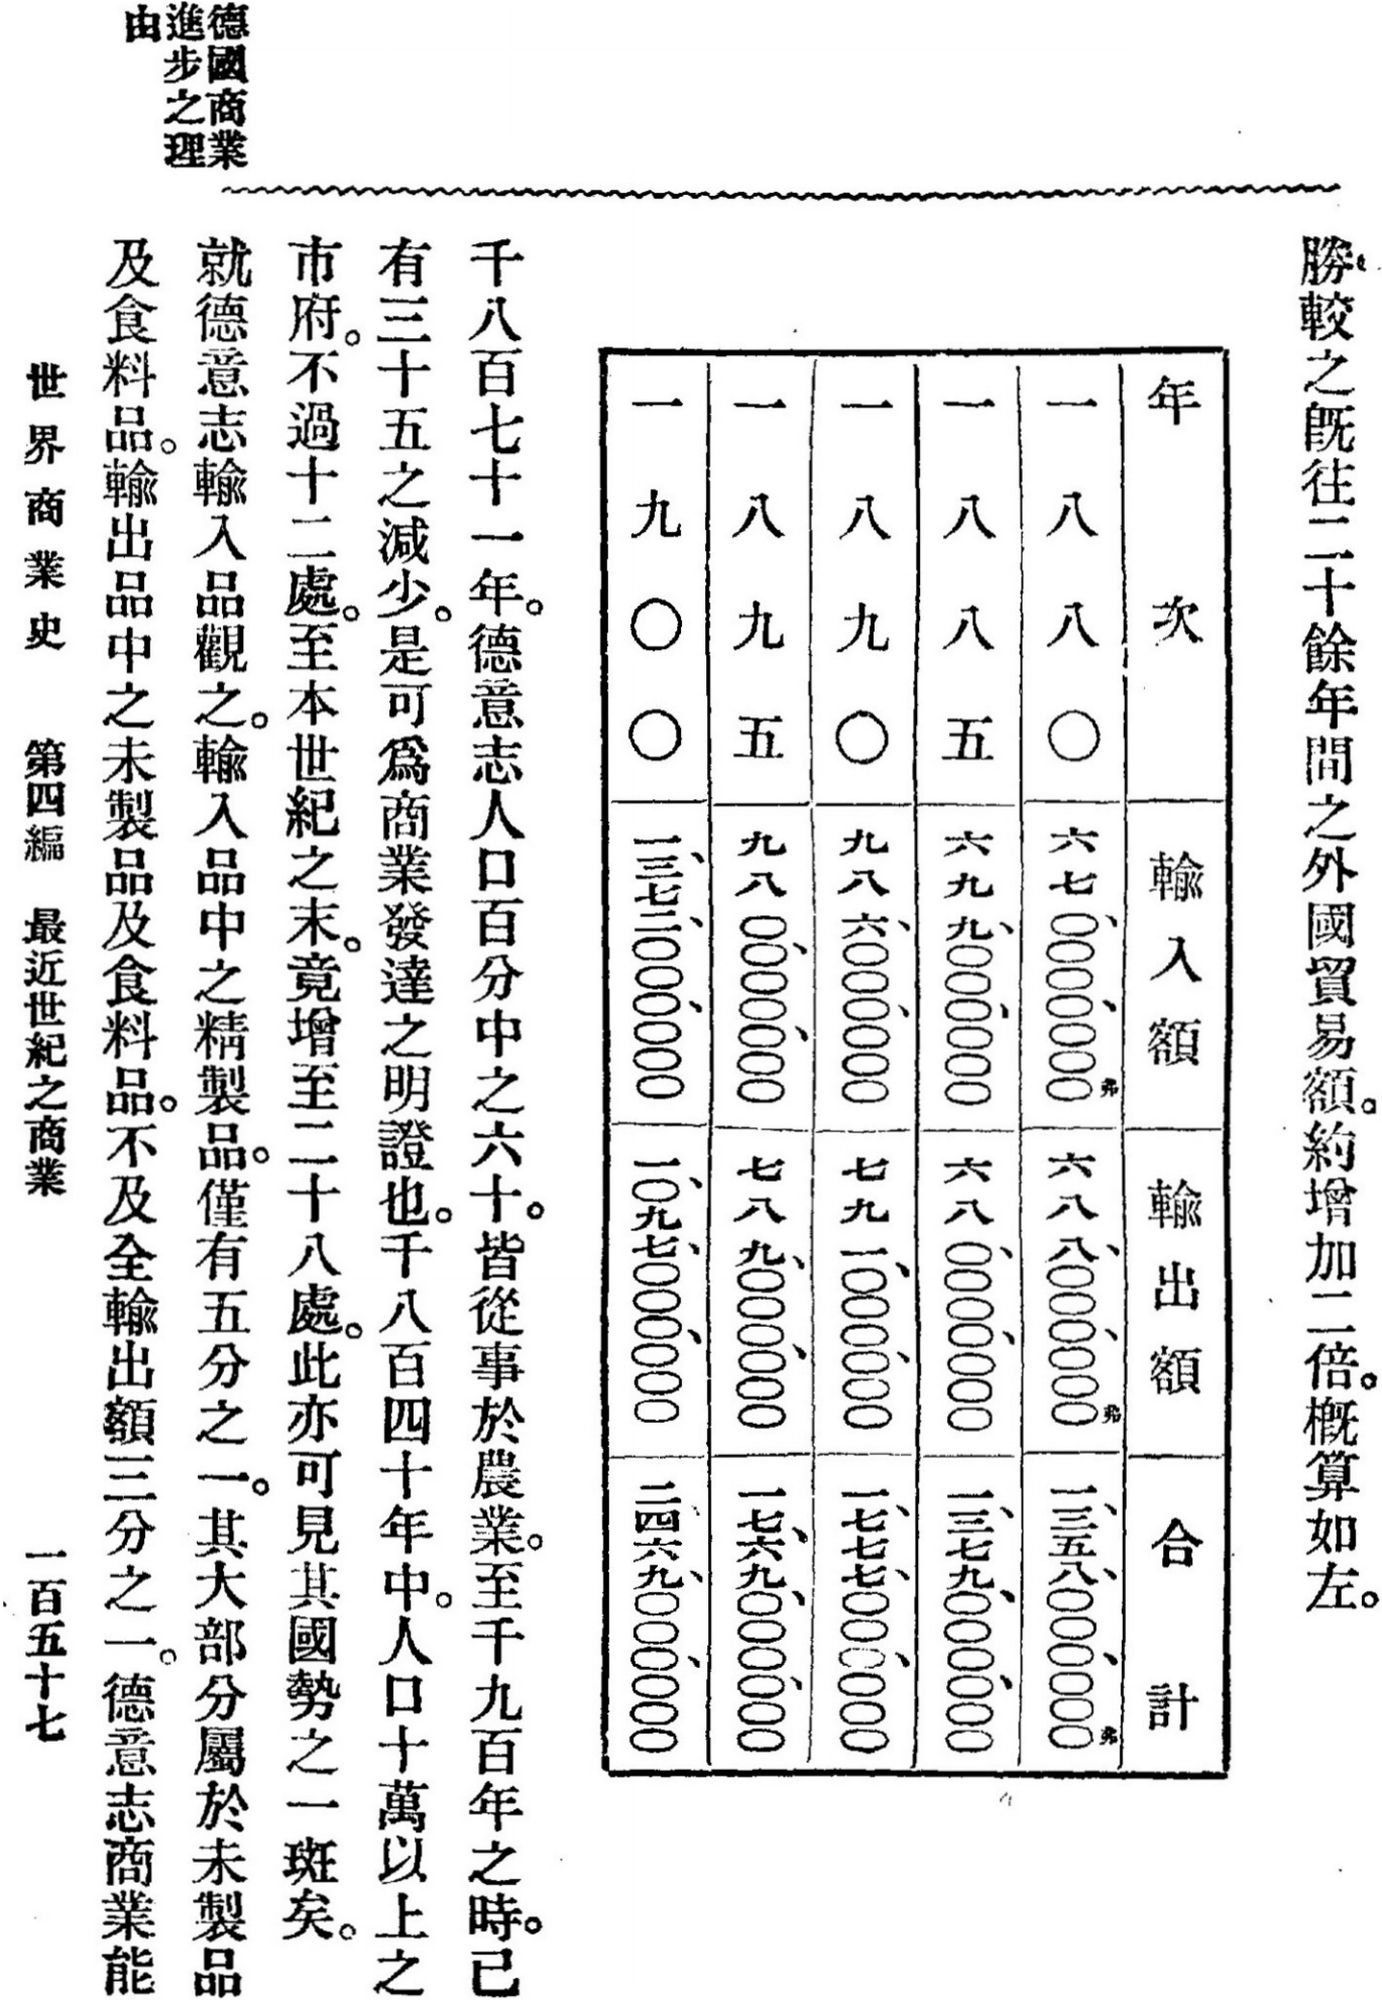 德國商業
進步之理
由
勝較之既往二十餘年間之外國貿易額。約增加二倍。概算如左。
年次 輸入額 輸出額 合計
一八八〇 六七〇、〇〇〇、〇〇〇弗 六八八、〇〇〇、〇〇〇弗 一、三五八、〇〇〇、〇〇〇弗
一八八五 六九九、〇〇〇、〇〇〇 六八〇、〇〇〇、〇〇〇 一、三七九、〇〇〇、〇〇〇
一八九〇 九八六、〇〇〇、〇〇〇 七九一、〇〇〇、〇〇〇 一、七七七、〇〇〇、〇〇〇
一八九五 九八〇、〇〇〇、〇〇〇 七八九、〇〇〇、〇〇〇 一、七六九、〇〇〇、〇〇〇
一九〇〇 一、三七二、〇〇〇、〇〇〇 一〇九七、〇〇〇、〇〇〇 二四六九、〇〇〇、〇〇〇
千八百七十一年。德意志人口百分中之六十。皆從事於農業。至千九百年之時。已
有三十五之減少。是可爲商業發達之明證也。千八百四十年中。人口十萬以上之
市府。不過十二處。至本世紀之末。竟增至二十八處。此亦可見其國勢之一斑矣。
就德意志輸入品觀之。輸入品中之精製品。僅有五分之一。其大部分屬於未製品
及食料品。輸出品中之未製品及食料品。不及全輸出額三分之一。德意志商業能
世界商業史 第四編 最近世紀之商業 一百五十七